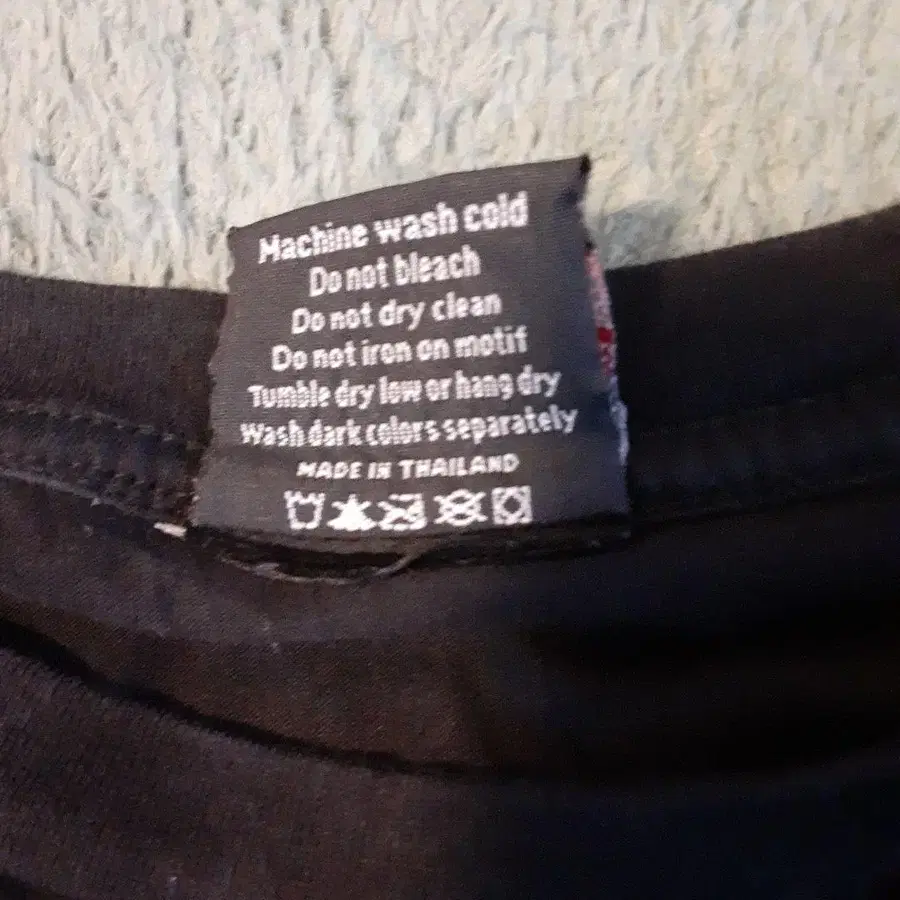 Machine wash cold
Do not bleach
Do not dry clean
Do not iron on motif
Tumble dry low or hang dry
Wash dark colors separately
MADE IN THAILAND